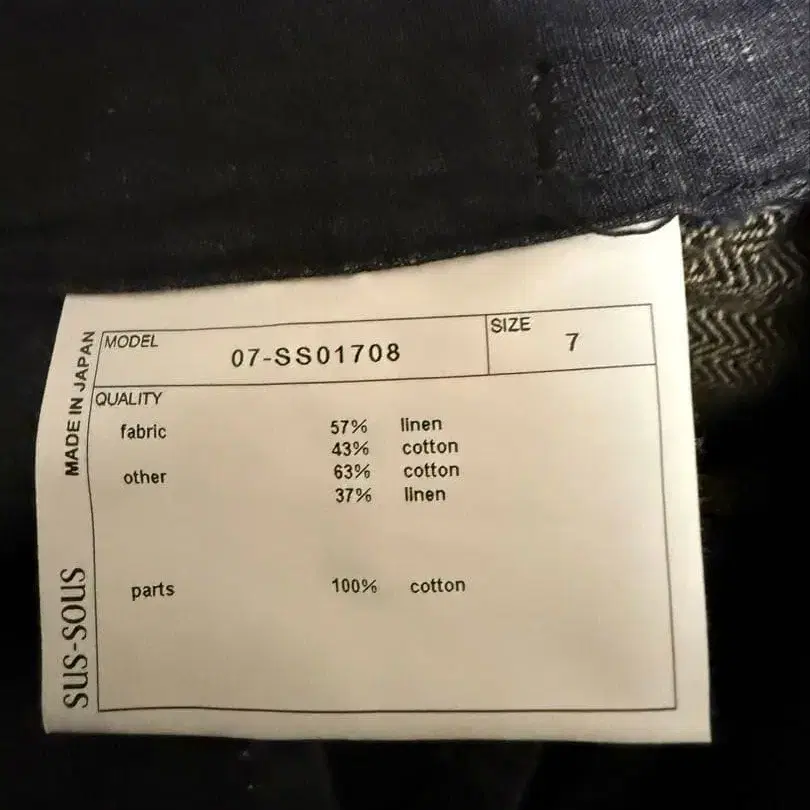 MODEL
07-SS01708
SIZE
7
QUALITY
fabric 57% linen
43% cotton
other 63% cotton
37% linen
parts 100% cotton
MADE IN JAPAN
sus-sous